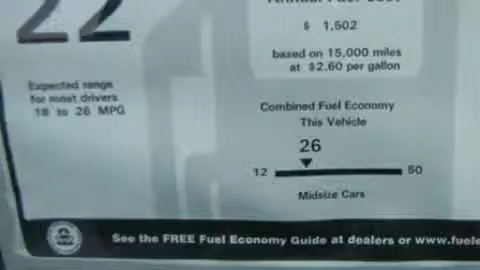 22
Expected range
for most drivers
18 to 26 MPG
$ 1,502
based on 15,000 miles
at $2.60 per gallon
Combined Fuel Economy
This Vehicle
26
12 50
Midsize Cars
See the FREE Fuel Economy Guide at dealers or www.fuele